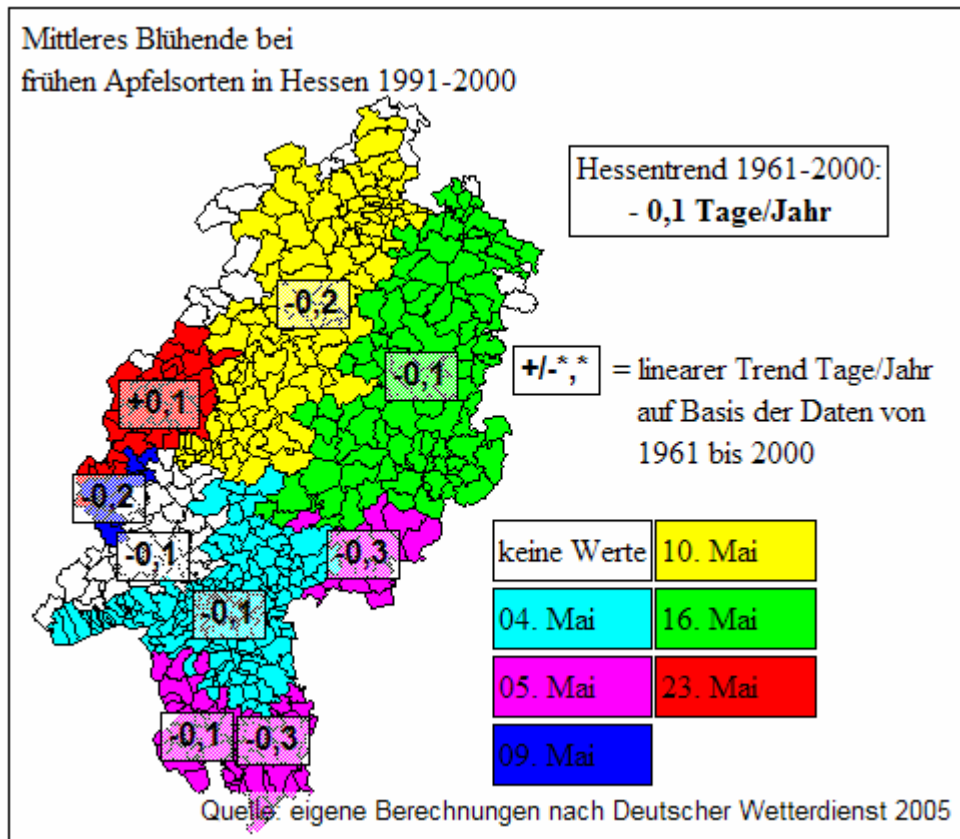 Mittleres Blühende bei
frühen Apfelsorten in Hessen 1991-2000
Hessentrend 1961-2000:
- 0,1 Tage/Jahr
-0,2
-0,1
+/-*,* = linearer Trend Tage/Jahr
auf Basis der Daten von
1961 bis 2000
+0,1
-0,2
-0,1
-0,3
-0,1
-0,1
-0,3
keine Werte
10. Mai
04. Mai
16. Mai
05. Mai
23. Mai
09. Mai
Quelle: eigene Berechnungen nach Deutscher Wetterdienst 2005